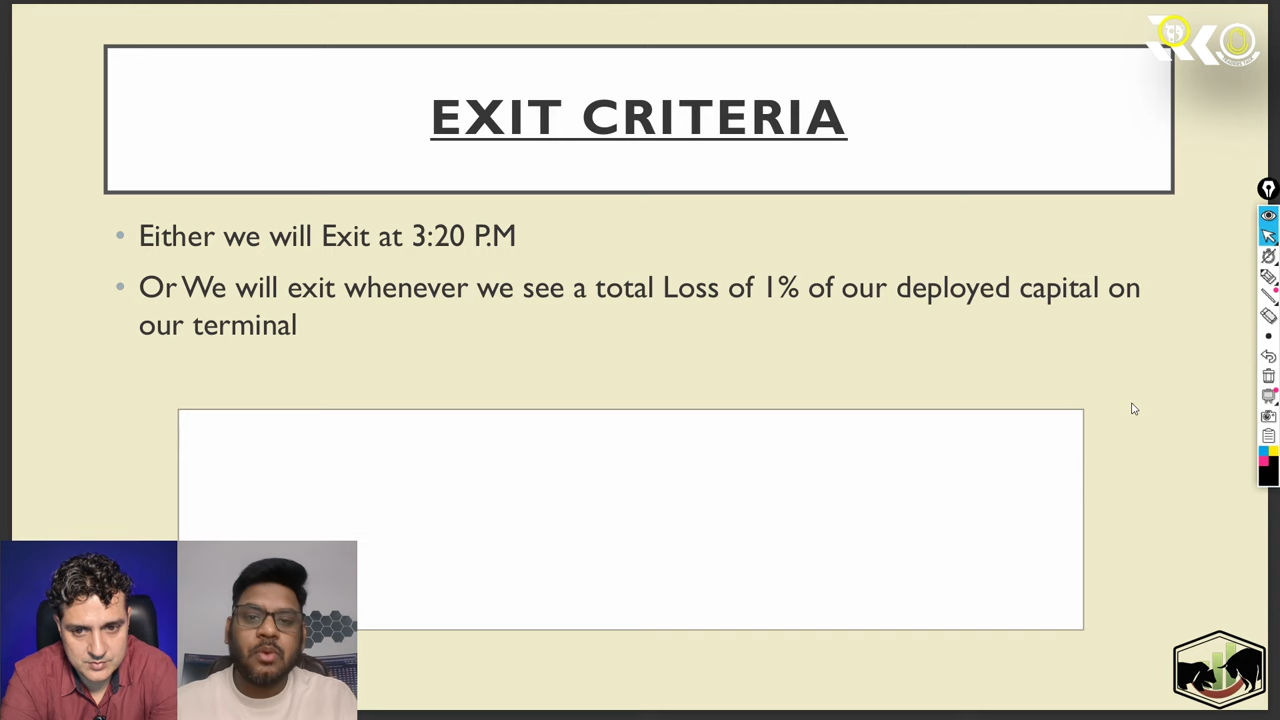 RKO
EXIT CRITERIA
• Either we will Exit at 3:20 P.M
• Or We will exit whenever we see a total Loss of 1% of our deployed capital on
our terminal